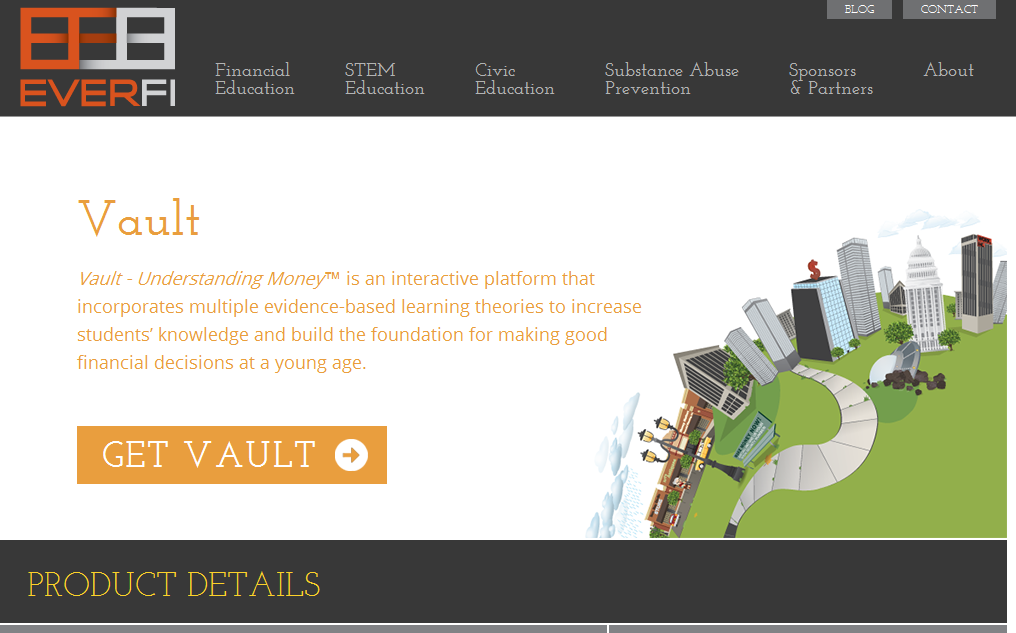 BLOG
CONTACT
EVERFI
Financial
Education
STEM
Education
Civic
Education
Substance Abuse
Prevention
Sponsors
& Partners
About
Vault
Vault - Understanding Money™ is an interactive platform that
incorporates multiple evidence-based learning theories to increase
students’ knowledge and build the foundation for making good
financial decisions at a young age.
GET VAULT
PRODUCT DETAILS